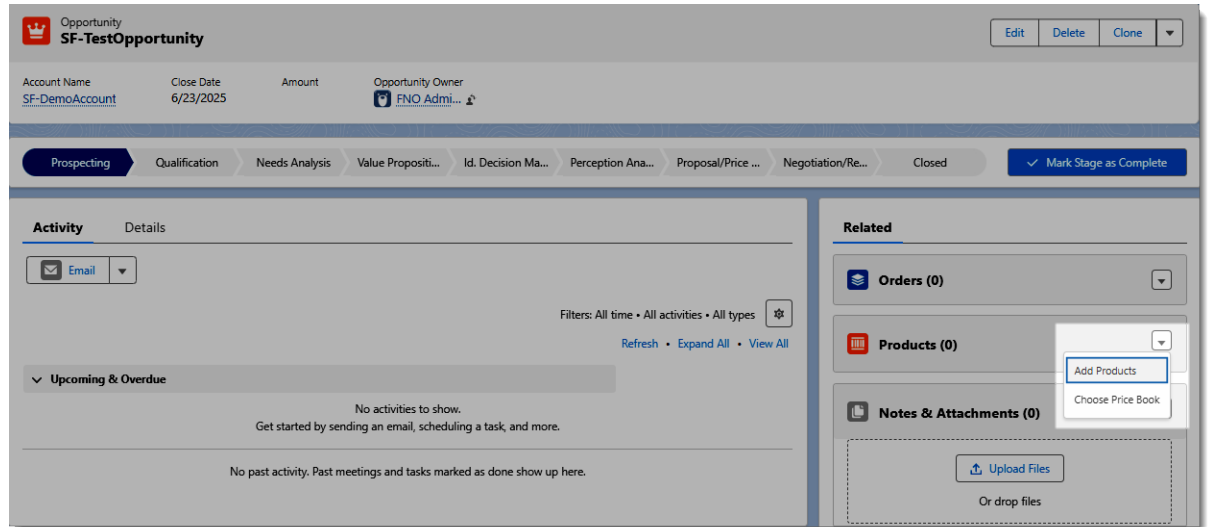 Opportunity
SF-TestOpportunity
Edit Delete Clone
Account Name Close Date Amount Opportunity Owner
SF-DemoAccount 6/23/2025 FNO Admi...
Prospecting Qualification Needs Analysis Value Propositi... Id. Decision Ma... Perception Ana... Proposal/Price ... Negotiation/Re... Closed Mark Stage as Complete
Activity Details
Email
Filters: All time • All activities • All types
Refresh • Expand All • View All
Upcoming & Overdue
No activities to show.
Get started by sending an email, scheduling a task, and more.
No past activity. Past meetings and tasks marked as done show up here.
Related
Orders (0)
Products (0)
Add Products
Choose Price Book
Notes & Attachments (0)
Upload Files
Or drop files